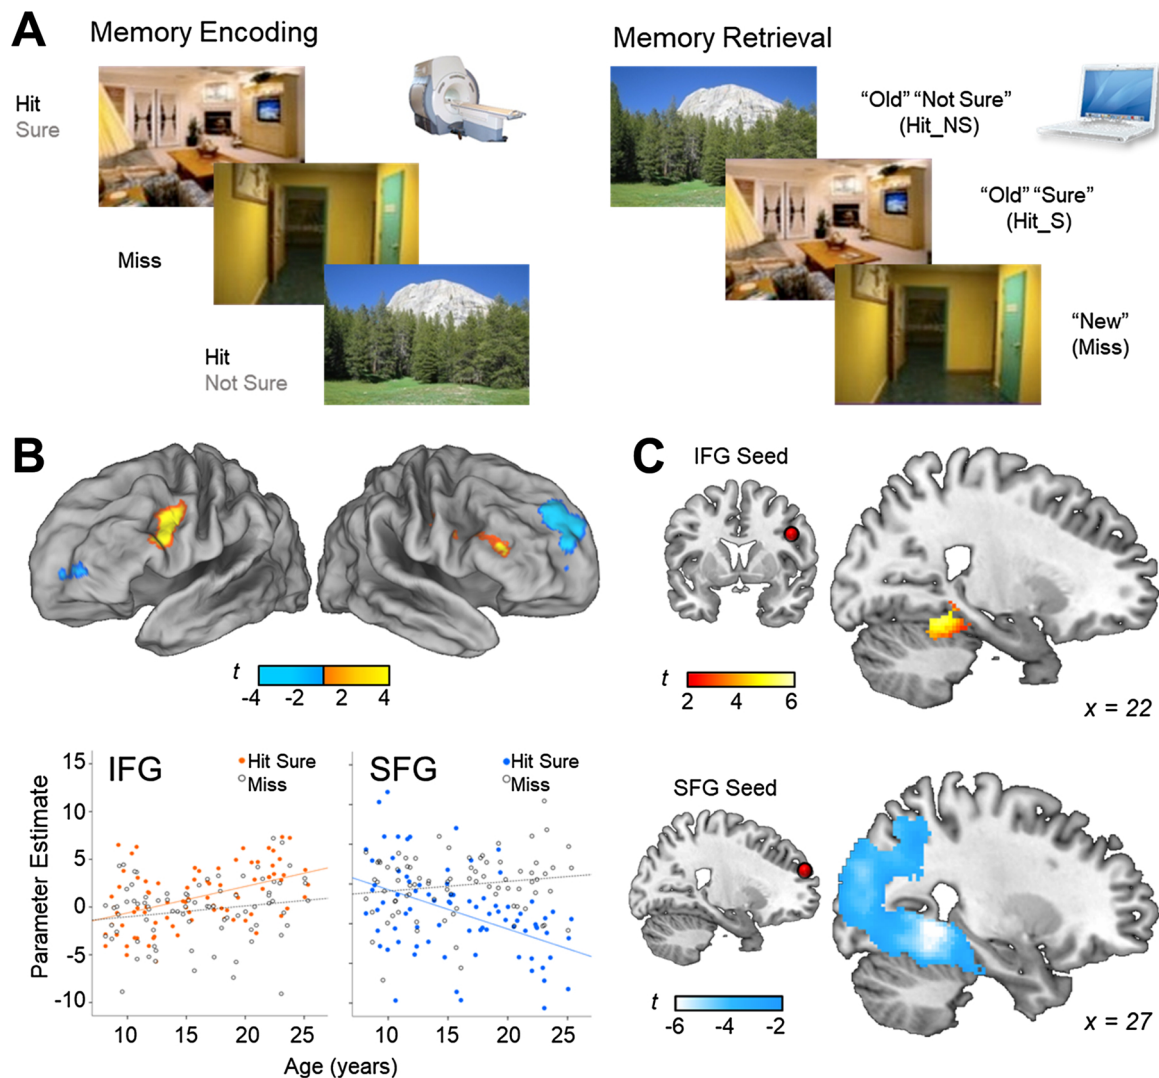 A
Memory Encoding
Memory Retrieval
Hit
Sure
Miss
Hit
Not Sure
“Old” “Not Sure”
(Hit_NS)
“Old” “Sure”
(Hit_S)
“New”
(Miss)
B
t
-4 -2 2 4
IFG
Hit Sure
Miss
SFG
Hit Sure
Miss
Parameter Estimate
15
10
5
0
-5
-10
10 15 20 25
10 15 20 25
Age (years)
C
IFG Seed
t
2 4 6
x = 22
SFG Seed
t
-6 -4 -2
x = 27